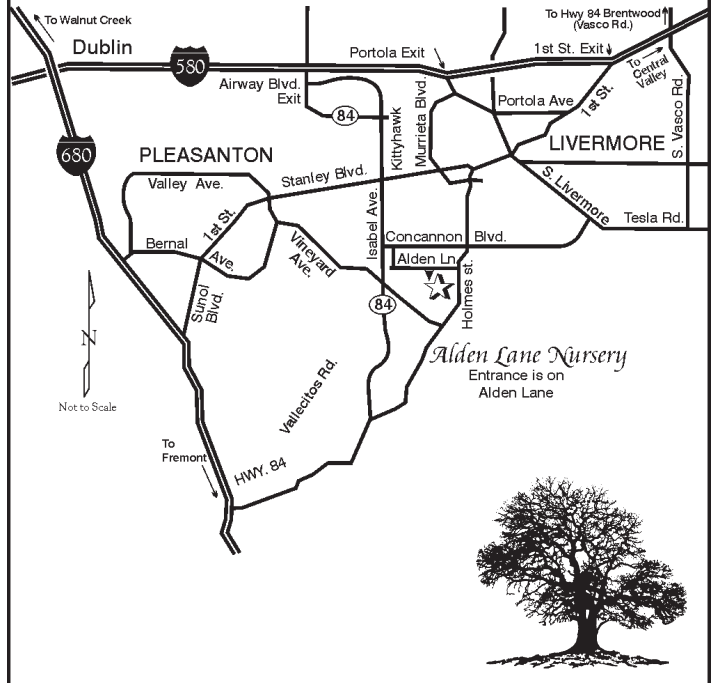 To Walnut Creek
To Hwy 84 Brentwood
(Vasco Rd.)
Dublin
Portola Exit
1st St. Exit
To
Central
Valley
580
Airway Blvd.
Exit
84
Kittyhawk
Murrieta Blvd.
Portola Ave
1st St.
S. Vasco Rd.
680
PLEASANTON
LIVERMORE
Valley Ave.
Stanley Blvd.
S. Livermore
Tesla Rd.
1st St.
Isabel Ave.
Concannon Blvd.
Bernal Ave.
Vineyard
Ave.
Alden Ln.
Holmes st.
Sunol
Blvd.
84
N
Not to Scale
Alden Lane Nursery
Entrance is on
Alden Lane
Vallecitos Rd.
To
Fremont
HWY. 84